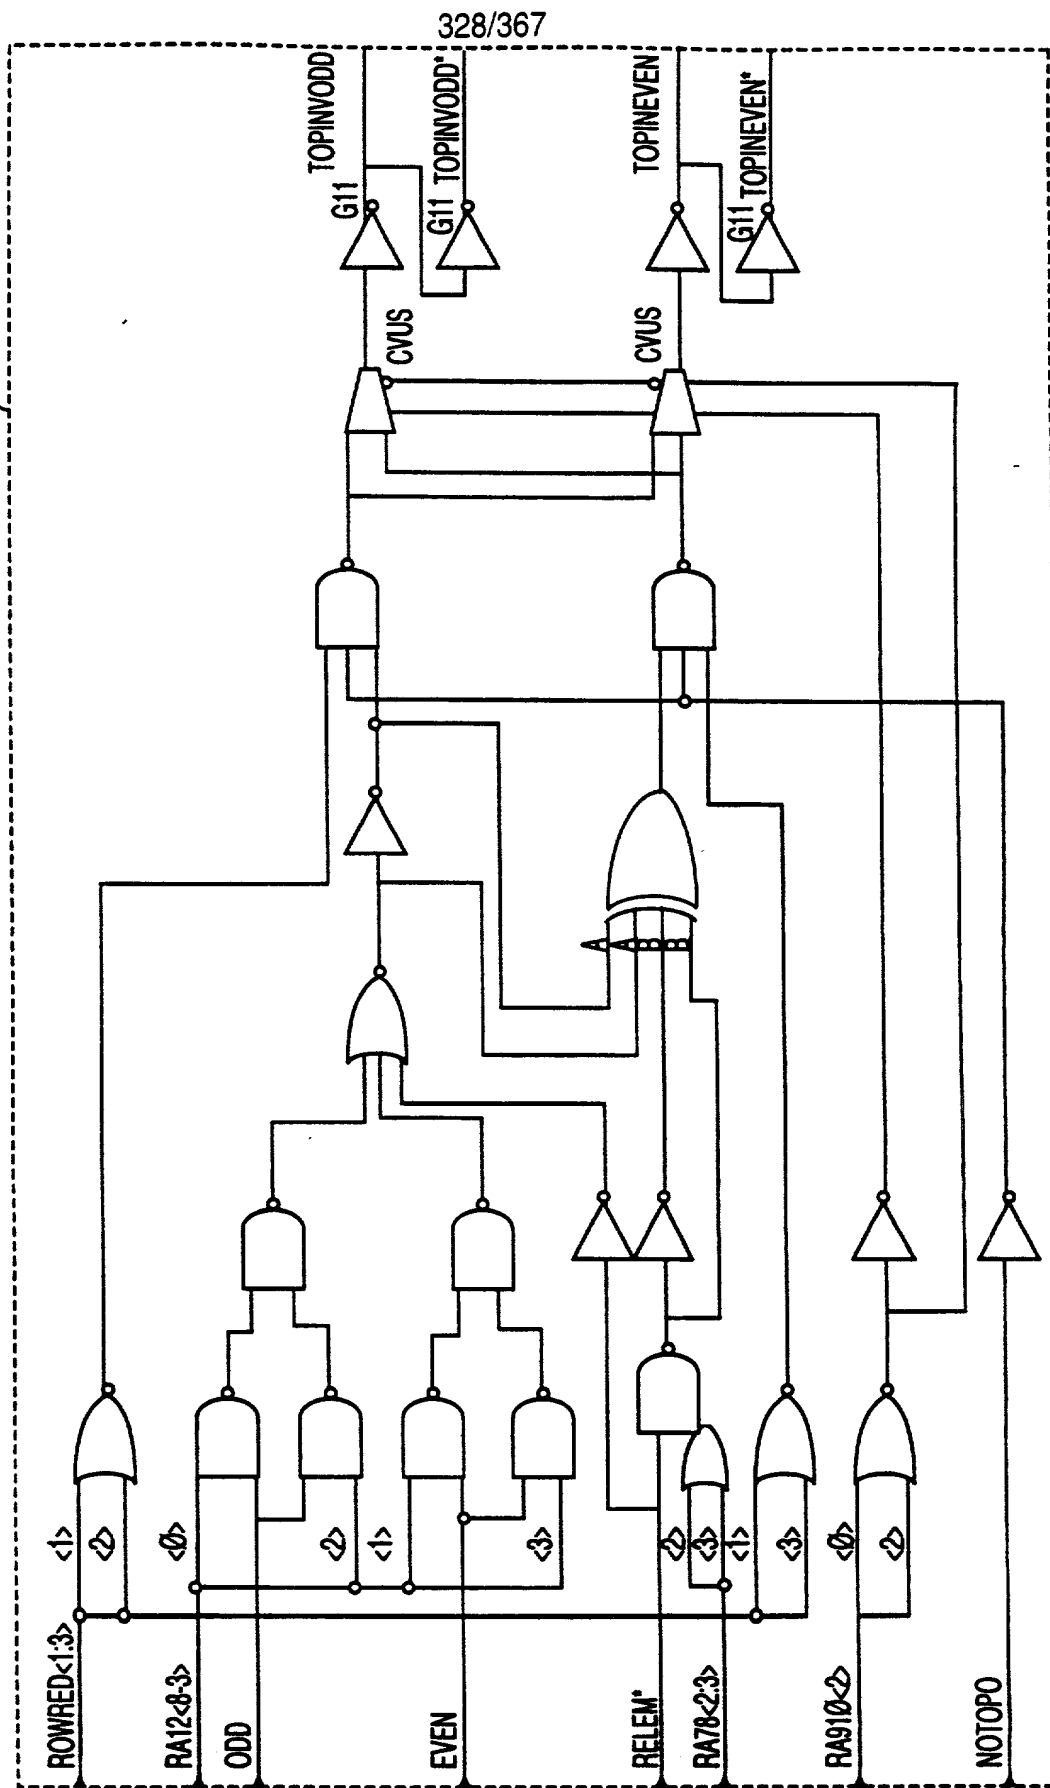 328/367
TOPINVODD
G11
TOPINVODD*
G11
TOPINEVEN
TOPINEVEN*
G11
CVUS
CVUS
<1>
<2>
<0>
<2>
<1>
<3>
<2>
<3>
<1>
<3>
<0>
<2>
ROWRED<1:3>
RA12<8-3>
ODD
EVEN
RELEM*
RA78<2:3>
RA910<2>
NOTOPO